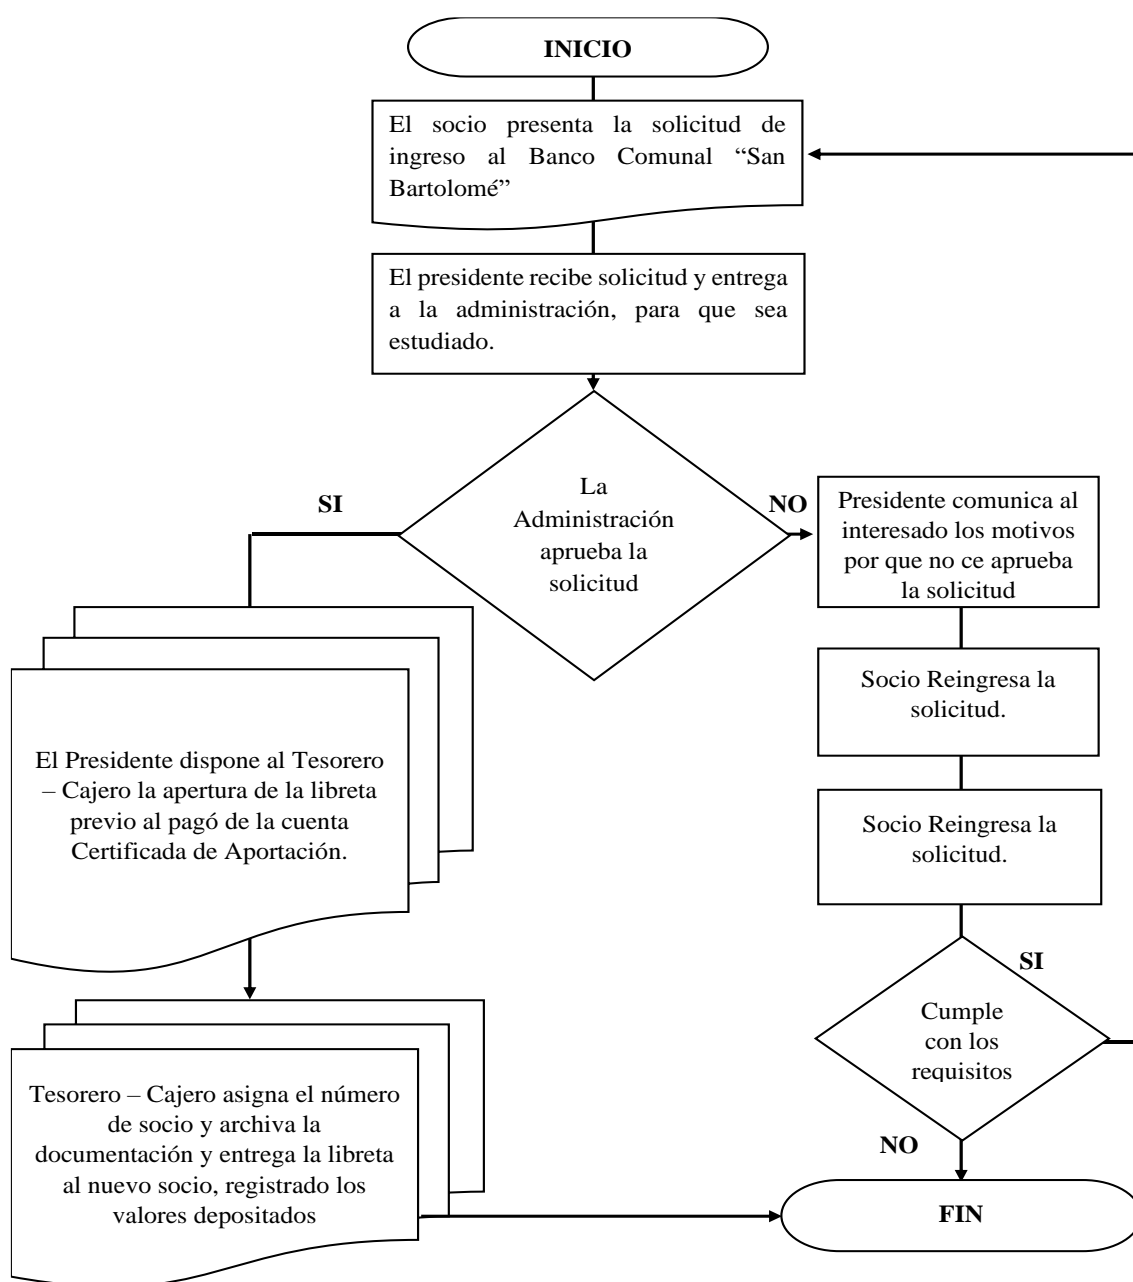 INICIO
El socio presenta la solicitud de
ingreso al Banco Comunal “San
Bartolomé”
El presidente recibe solicitud y entrega
a la administración, para que sea
estudiado.
La
Administración
aprueba la
solicitud
SI
NO
Presidente comunica al
interesado los motivos
por que no ce aprueba
la solicitud
Socio Reingresa la
solicitud.
Socio Reingresa la
solicitud.
El Presidente dispone al Tesorero
– Cajero la apertura de la libreta
previo al pagó de la cuenta
Certificada de Aportación.
Cumple
con los
requisitos
SI
NO
Tesorero – Cajero asigna el número
de socio y archiva la
documentación y entrega la libreta
al nuevo socio, registrado los
valores depositados
FIN